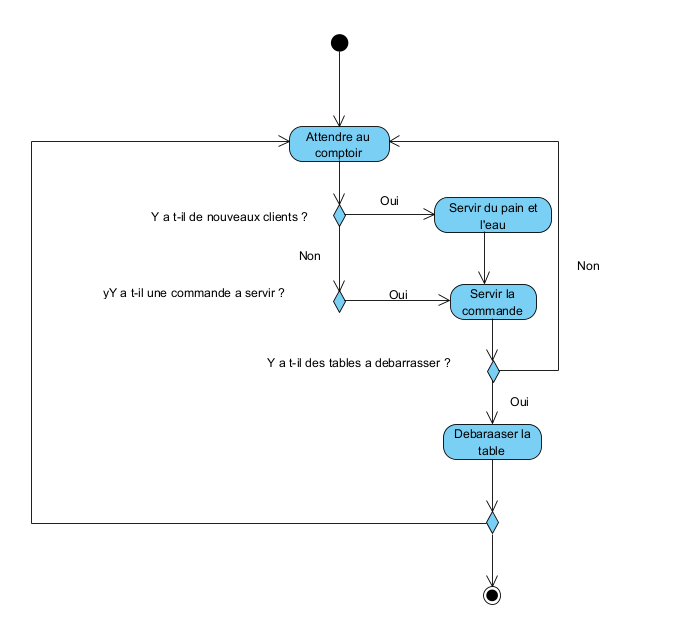 Attendre au
comptoir
Y a t-il de nouveaux clients ?
Oui
Servir du pain et
l'eau
Non
Non
yY a t-il une commande a servir ?
Oui
Servir la
commande
Y a t-il des tables a debarrasser ?
Oui
Debaraaser la
table